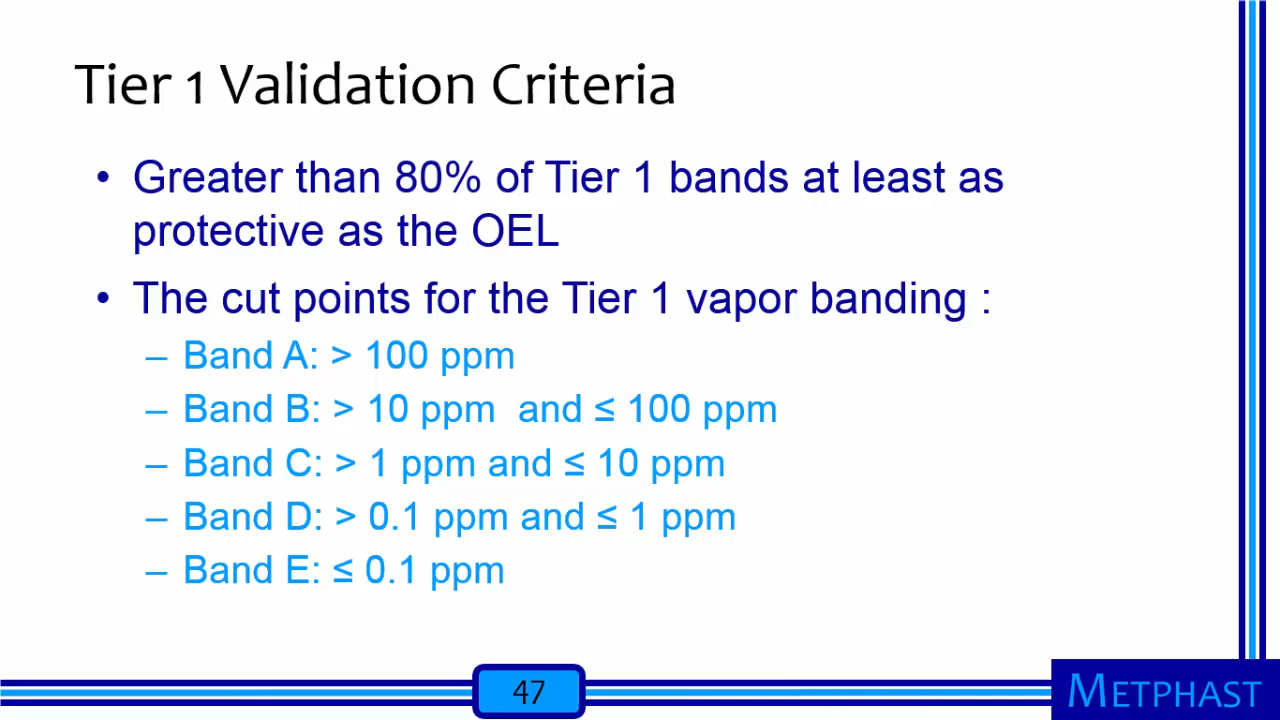 Tier 1 Validation Criteria
• Greater than 80% of Tier 1 bands at least as
protective as the OEL
• The cut points for the Tier 1 vapor banding :
– Band A: > 100 ppm
– Band B: > 10 ppm  and ≤ 100 ppm
– Band C: > 1 ppm and ≤ 10 ppm
– Band D: > 0.1 ppm and ≤ 1 ppm
– Band E: ≤ 0.1 ppm
47
METPHAST